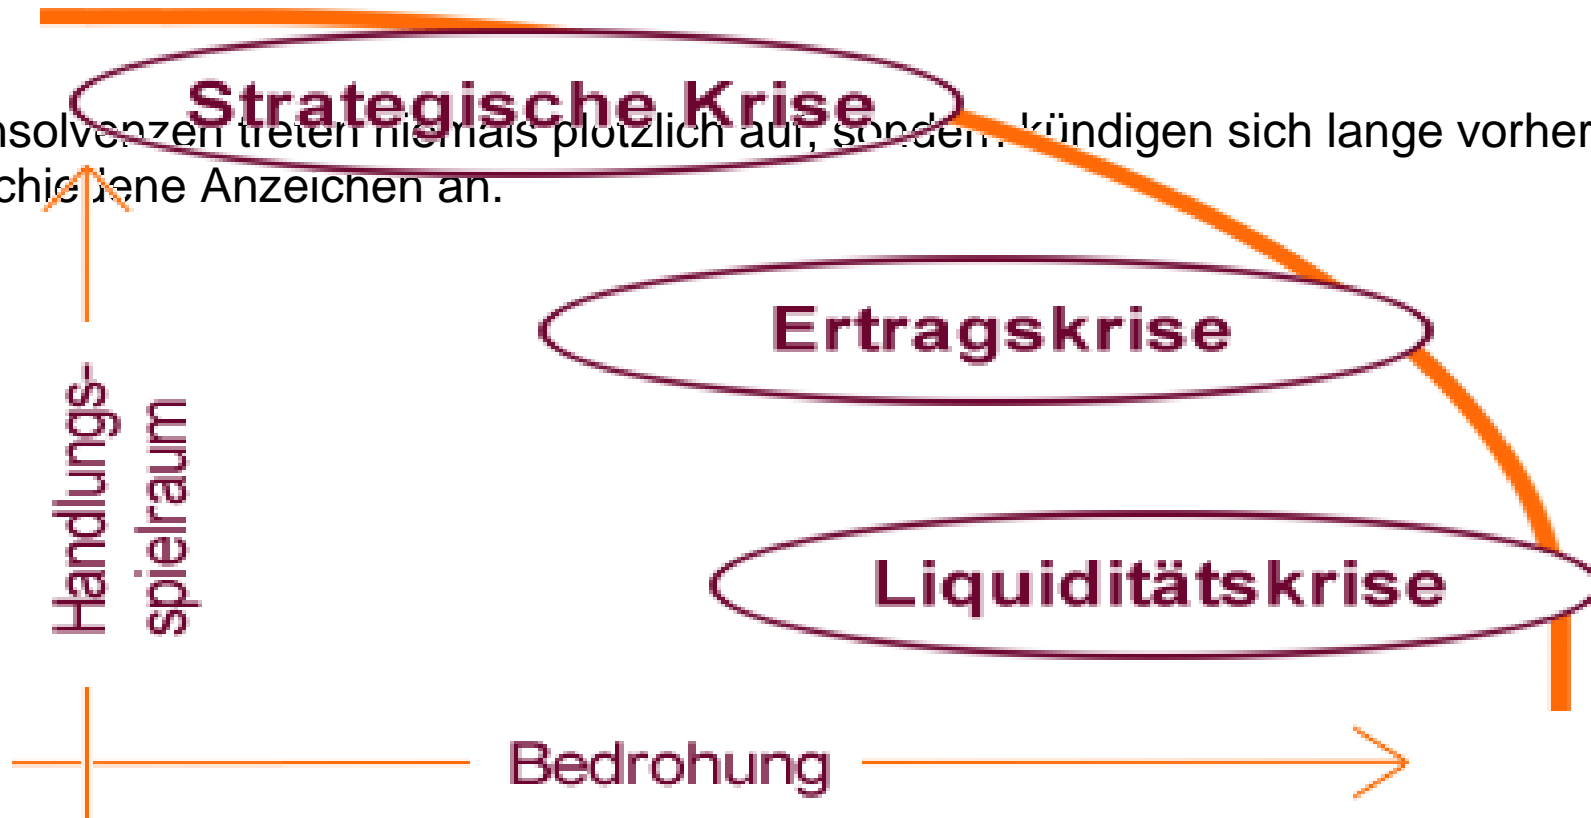 Strategische Krise
nsolvenzen treten niemals plötzlich auf, sondern kündigen sich lange vorher
chiedene Anzeichen an.
Ertragskrise
Handlungs-
spielraum
Liquiditätskrise
Bedrohung